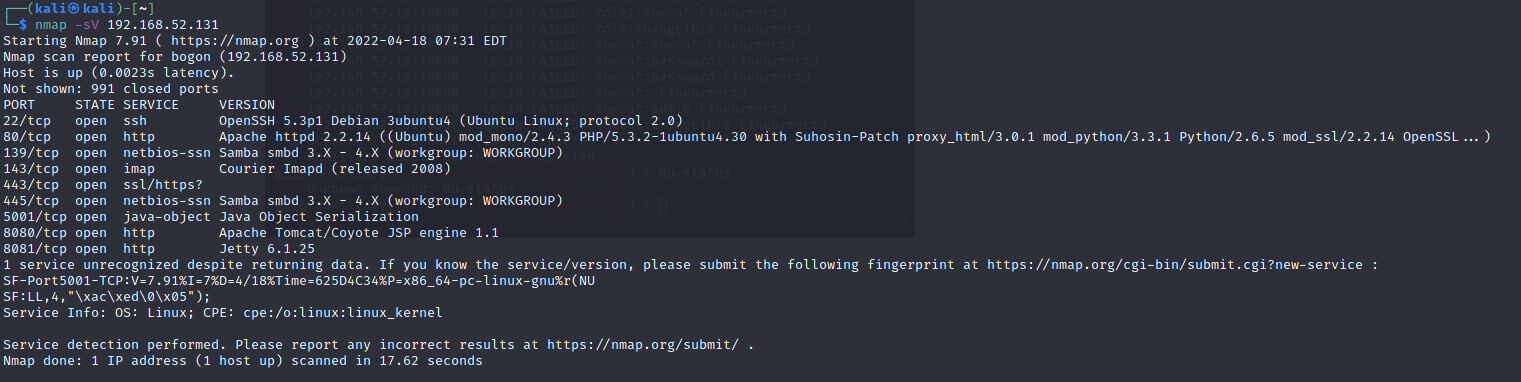 ┌──(kali㉿kali)-[~]
└─$ nmap -sV 192.168.52.131
Starting Nmap 7.91 ( https://nmap.org ) at 2022-04-18 07:31 EDT
Nmap scan report for bogon (192.168.52.131)
Host is up (0.0023s latency).
Not shown: 991 closed ports
PORT     STATE SERVICE     VERSION
22/tcp   open  ssh         OpenSSH 5.3p1 Debian 3ubuntu4 (Ubuntu Linux; protocol 2.0)
80/tcp   open  http        Apache httpd 2.2.14 ((Ubuntu) mod_mono/2.4.3 PHP/5.3.2-1ubuntu4.30 with Suhosin-Patch proxy_html/3.0.1 mod_python/3.3.1 Python/2.6.5 mod_ssl/2.2.14 OpenSSL...)
139/tcp  open  netbios-ssn Samba smbd 3.X - 4.X (workgroup: WORKGROUP)
143/tcp  open  imap        Courier Imapd (released 2008)
443/tcp  open  ssl/https?
445/tcp  open  netbios-ssn Samba smbd 3.X - 4.X (workgroup: WORKGROUP)
5001/tcp open  java-object Java Object Serialization
8080/tcp open  http        Apache Tomcat/Coyote JSP engine 1.1
8081/tcp open  http        Jetty 6.1.25
1 service unrecognized despite returning data. If you know the service/version, please submit the following fingerprint at https://nmap.org/cgi-bin/submit.cgi?new-service :
SF-Port5001-TCP:V=7.91%I=7%D=4/18%Time=625D4C34%P=x86_64-pc-linux-gnu%r(NU
SF:LL,4,"\xac\xed\0\x05");
Service Info: OS: Linux; CPE: cpe:/o:linux:linux_kernel

Service detection performed. Please report any incorrect results at https://nmap.org/submit/ .
Nmap done: 1 IP address (1 host up) scanned in 17.62 seconds